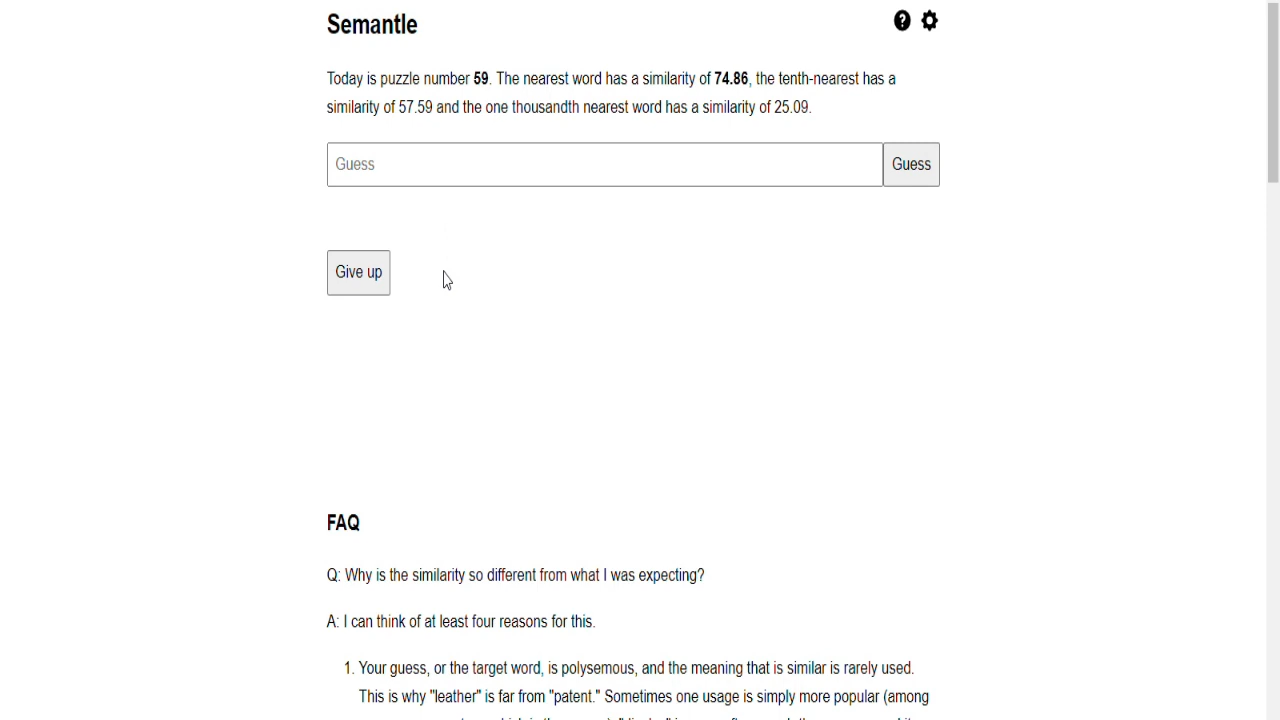 Semantle
Today is puzzle number 59. The nearest word has a similarity of 74.86, the tenth-nearest has a
similarity of 57.59 and the one thousandth nearest word has a similarity of 25.09.
Guess
Guess
Give up
FAQ
Q: Why is the similarity so different from what I was expecting?
A: I can think of at least four reasons for this.
1. Your guess, or the target word, is polysemous, and the meaning that is similar is rarely used.
This is why "leather" is far from "patent." Sometimes one usage is simply more popular (among